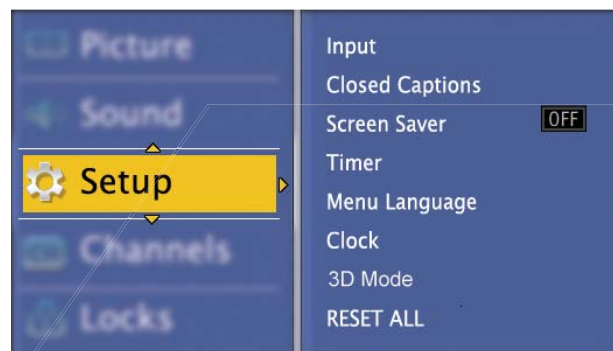 Picture
Sound
Setup
Channels
Locks
Input
Closed Captions
Screen Saver OFF
Timer
Menu Language
Clock
3D Mode
RESET ALL